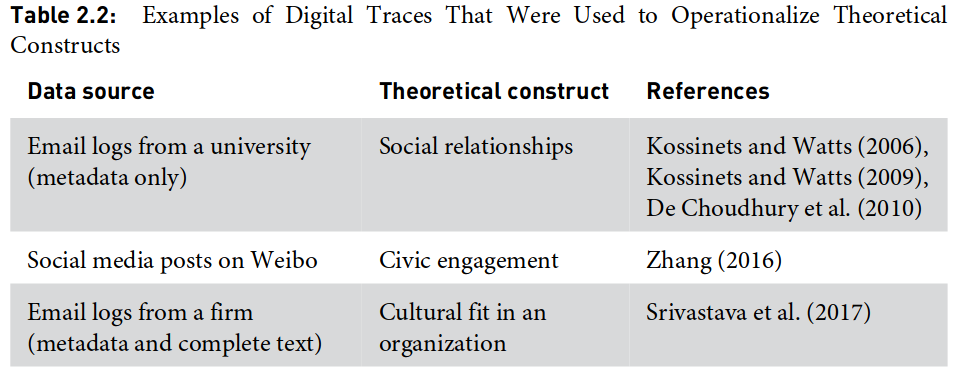 Table 2.2: Examples of Digital Traces That Were Used to Operationalize Theoretical
Constructs
Data source Theoretical construct References
Email logs from a university Social relationships Kossinets and Watts (2006),
(metadata only) Kossinets and Watts (2009),
De Choudhury et al. (2010)
Social media posts on Weibo Civic engagement Zhang (2016)
Email logs from a firm Cultural fit in an Srivastava et al. (2017)
(metadata and complete text) organization